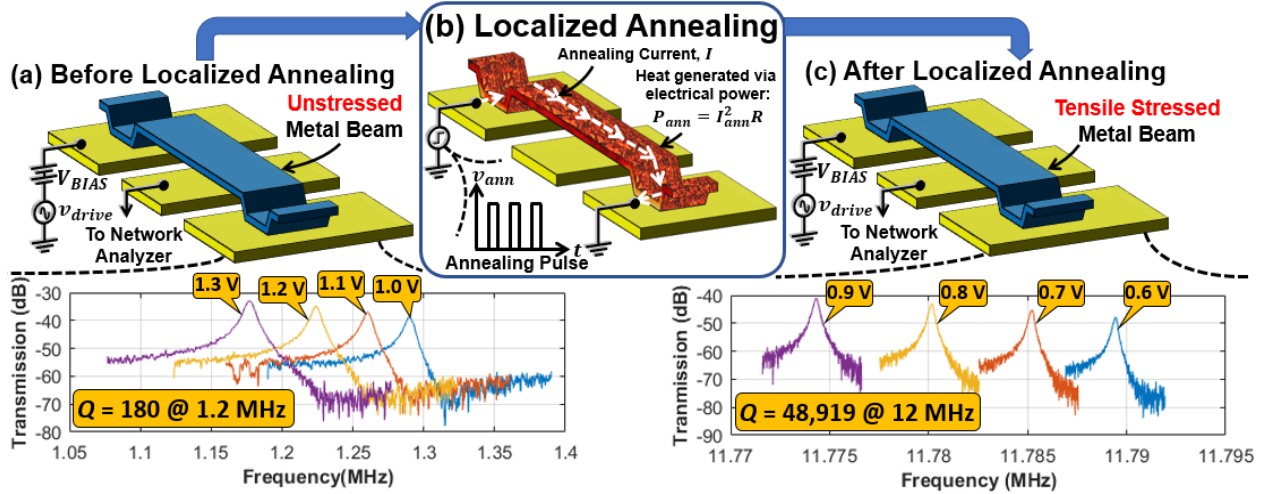 (a) Before Localized Annealing
Unstressed
Metal Beam
V_BIAS
v_drive
To Network
Analyzer
(b) Localized Annealing
Annealing Current, I
Heat generated via
electrical power:
P_ann = I²_ann R
v_ann
t
Annealing Pulse
(c) After Localized Annealing
Tensile Stressed
Metal Beam
V_BIAS
v_drive
To Network
Analyzer
Transmission (dB)
-30
-40
-50
-60
-70
-80
1.3 V
1.2 V
1.1 V
1.0 V
Q = 180 @ 1.2 MHz
1.05
1.1
1.15
1.2
1.25
1.3
1.35
1.4
Frequency(MHz)
Tranmission (dB)
-40
-50
-60
-70
-80
-90
0.9 V
0.8 V
0.7 V
0.6 V
Q = 48,919 @ 12 MHz
11.77
11.775
11.78
11.785
11.79
11.795
Frequency (MHz)